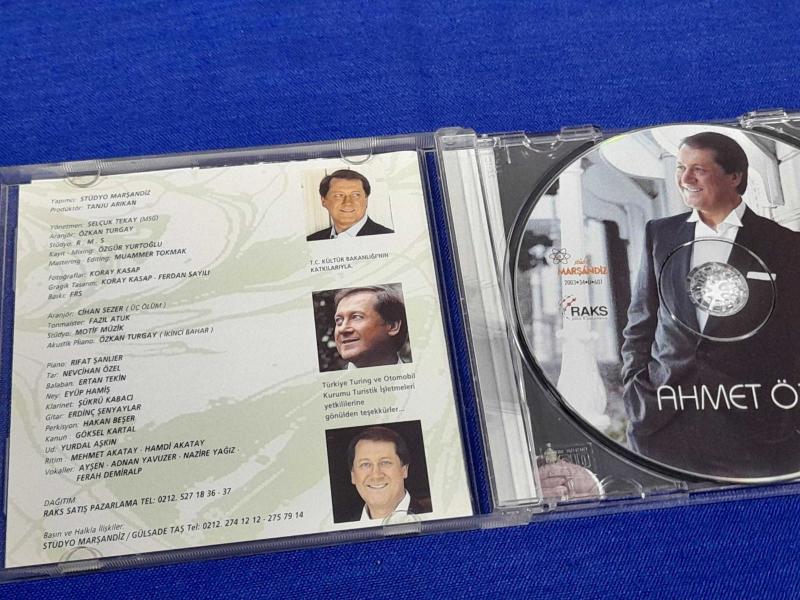 Yapımcı: STÜDYO MARŞANDİZ
Prodüktör: TANJU ARIKAN
Yönetmen: SELÇUK TEKAY (MSG)
Aranjör: ÖZKAN TURGAY
Stüdyo: R M S
Kayıt - Mixing: ÖZGÜR YURTOĞLU
Mastering - Editing: MUAMMER TOKMAK
Fotoğraflar: KORAY KASAP
Gragik Tasarım: KORAY KASAP - FERDAN SAYILI
Baskı: FRS
Aranjör: CİHAN SEZER ( ÜÇ ÖLÜM )
Tonmaister: FAZIL ATUK
Stüdyo: MOTİF MÜZİK
Akustik Piano: ÖZKAN TURGAY ( İKİNCİ BAHAR )
Piano: RIFAT ŞANLIER
Tar: NEVCİHAN ÖZEL
Balaban: ERTAN TEKİN
Ney: EYÜP HAMİŞ
Klarinet: ŞÜKRÜ KABACI
Gitar: ERDİNÇ ŞENYAYLAR
Perkisyon: HAKAN BEŞER
Kanun : GÖKSEL KARTAL
Ud: YURDAL AŞKIN
Ritim : MEHMET AKATAY - HAMDİ AKATAY
Vokaller: AYŞEN - ADNAN YAVUZER - NAZİRE YAĞIZ -
FERAH DEMİRALP
DAĞITIM:
RAKS SATIŞ PAZARLAMA TEL: 0212. 527 18 36 - 37
Basın ve Halkla İlişkiler:
STÜDYO MARŞANDİZ / GÜLSADE TAŞ Tel: 0212. 274 12 12 - 275 79 14
T.C. KÜLTÜR BAKANLIĞI'NIN
KATKILARIYLA.
Türkiye Turing ve Otomobil
Kurumu Turistik İşletmeleri
yetkililerine
gönülden teşekkürler...
MARŞANDİZ
RAKS
AHMET Ö